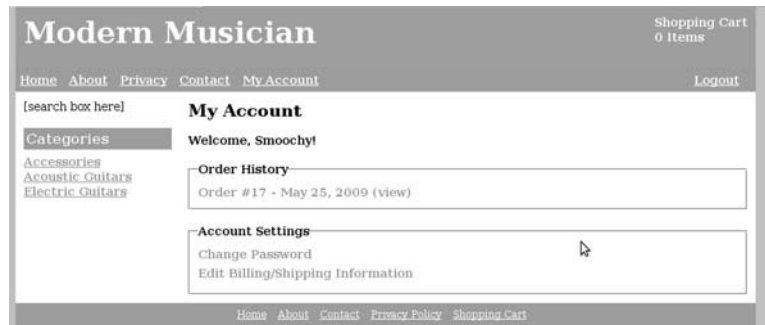 Modern Musician
Shopping Cart
0 Items
Home About Privacy Contact My Account
Logout
[search box here]
Categories
Accessories
Acoustic Guitars
Electric Guitars
My Account
Welcome, Smoochy!
Order History
Order #17 - May 25, 2009 (view)
Account Settings
Change Password
Edit Billing/Shipping Information
Home About Contact Privacy Policy Shopping Cart